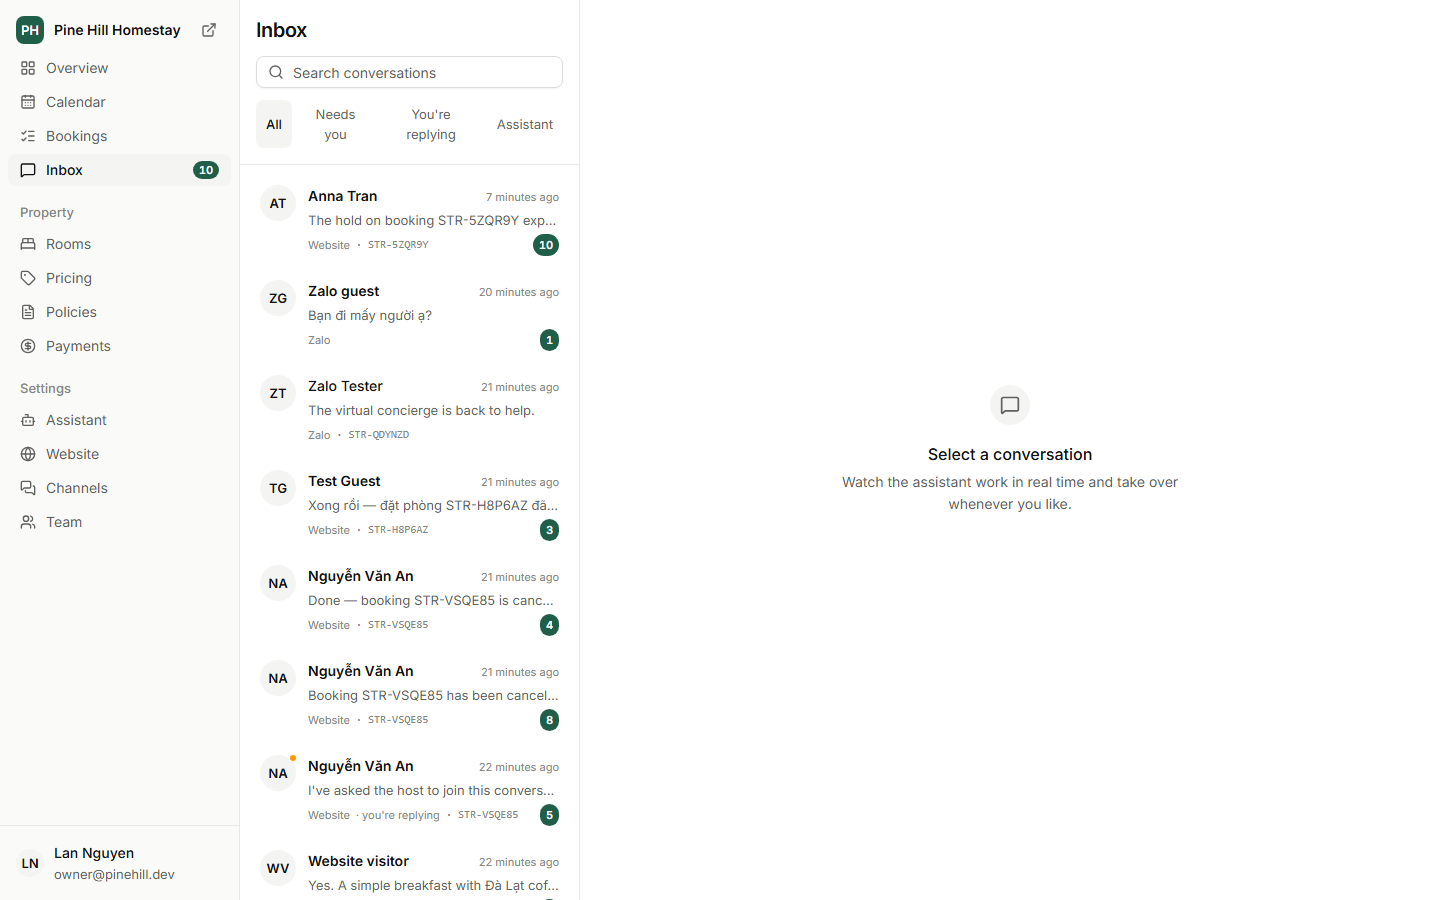 PH
Pine Hill Homestay
Overview
Calendar
Bookings
Inbox
10
Property
Rooms
Pricing
Policies
Payments
Settings
Assistant
Website
Channels
Team
LN
Lan Nguyen
owner@pinehill.dev
Inbox
Search conversations
All
Needs
you
You're
replying
Assistant
AT
Anna Tran
7 minutes ago
The hold on booking STR-5ZQR9Y exp...
Website · STR-5ZQR9Y
10
ZG
Zalo guest
20 minutes ago
Bạn đi mấy người ạ?
Zalo
1
ZT
Zalo Tester
21 minutes ago
The virtual concierge is back to help.
Zalo · STR-QDYNZD
TG
Test Guest
21 minutes ago
Xong rồi — đặt phòng STR-H8P6AZ đã...
Website · STR-H8P6AZ
3
NA
Nguyễn Văn An
21 minutes ago
Done — booking STR-VSQE85 is canc...
Website · STR-VSQE85
4
NA
Nguyễn Văn An
21 minutes ago
Booking STR-VSQE85 has been cancel...
Website · STR-VSQE85
8
NA
Nguyễn Văn An
22 minutes ago
I've asked the host to join this convers...
Website · you're replying · STR-VSQE85
5
WV
Website visitor
22 minutes ago
Yes. A simple breakfast with Đà Lạt cof...
Select a conversation
Watch the assistant work in real time and take over
whenever you like.